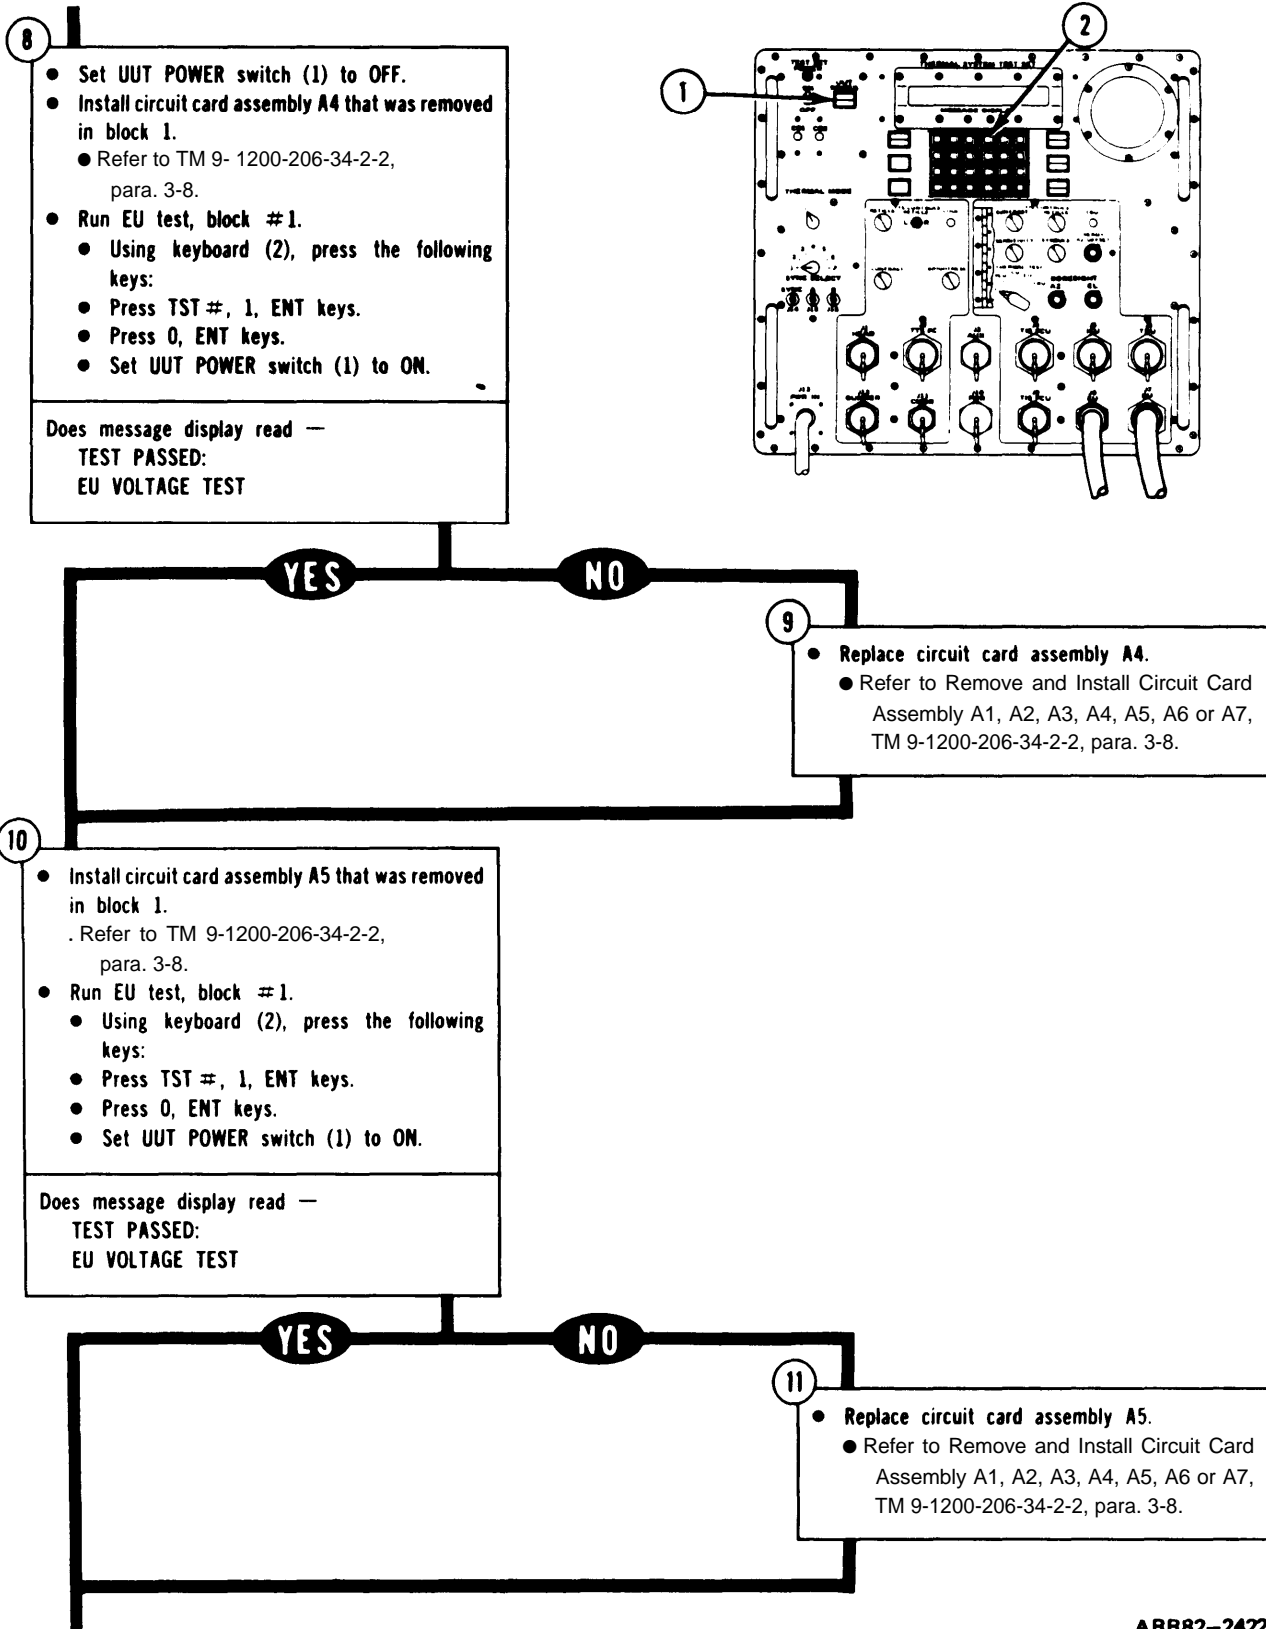 8
● Set UUT POWER switch (1) to OFF.
● Install circuit card assembly A4 that was removed
in block 1.
● Refer to TM 9- 1200-206-34-2-2,
para. 3-8.
● Run EU test, block #1.
● Using keyboard (2), press the following
keys:
● Press TST #, 1, ENT keys.
● Press 0, ENT keys.
● Set UUT POWER switch (1) to ON.
Does message display read —
TEST PASSED:
EU VOLTAGE TEST
1
2
THERMAL SYSTEM TEST SET
THERMAL MODE
SYNC SELECT
YES
NO
9
● Replace circuit card assembly A4.
● Refer to Remove and Install Circuit Card
Assembly A1, A2, A3, A4, A5, A6 or A7,
TM 9-1200-206-34-2-2, para. 3-8.
10
● Install circuit card assembly A5 that was removed
in block 1.
. Refer to TM 9-1200-206-34-2-2,
para. 3-8.
● Run EU test, block #1.
● Using keyboard (2), press the following
keys:
● Press TST #, 1, ENT keys.
● Press 0, ENT keys.
● Set UUT POWER switch (1) to ON.
Does message display read —
TEST PASSED:
EU VOLTAGE TEST
YES
NO
11
● Replace circuit card assembly A5.
● Refer to Remove and Install Circuit Card
Assembly A1, A2, A3, A4, A5, A6 or A7,
TM 9-1200-206-34-2-2, para. 3-8.
ARR82-2422